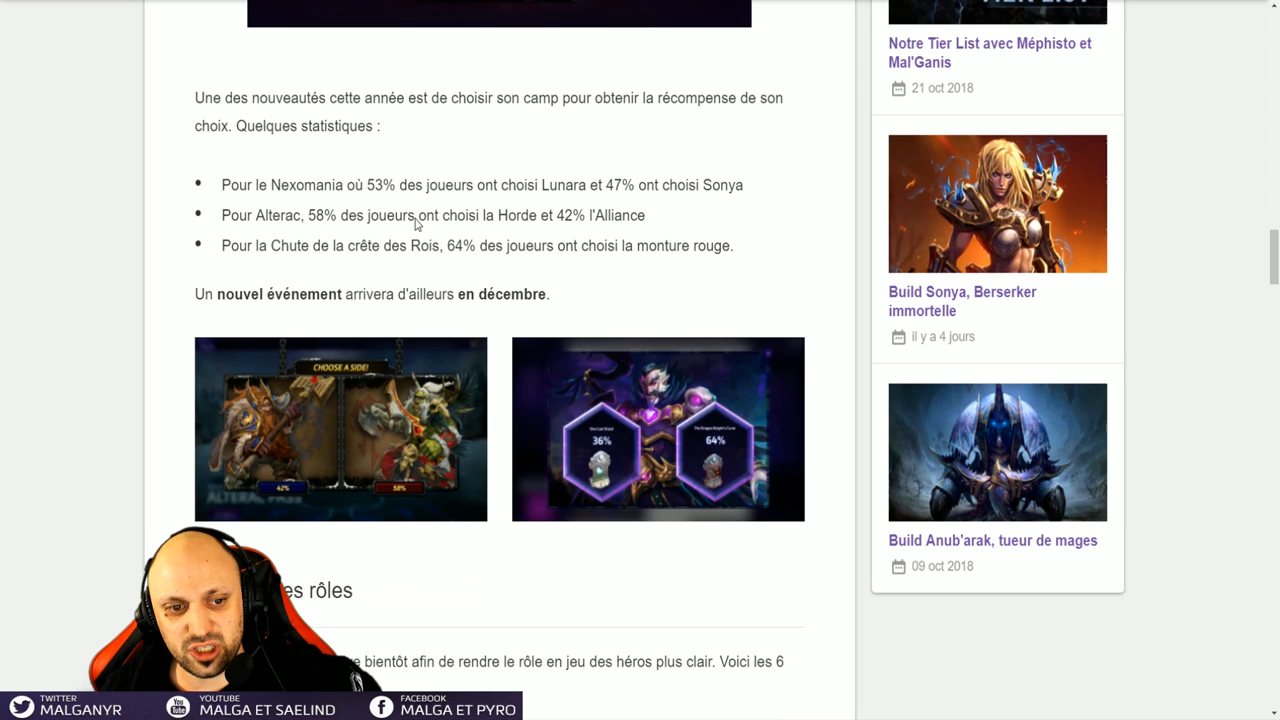 Notre Tier List avec Méphisto et
Mal'Ganis
21 oct 2018
Une des nouveautés cette année est de choisir son camp pour obtenir la récompense de son
choix. Quelques statistiques :
• Pour le Nexomania où 53% des joueurs ont choisi Lunara et 47% ont choisi Sonya
• Pour Alterac, 58% des joueurs ont choisi la Horde et 42% l'Alliance
• Pour la Chute de la crête des Rois, 64% des joueurs ont choisi la monture rouge.
Un nouvel événement arrivera d'ailleurs en décembre.
CHOOSE A SIDE!
42%
58%
ALTERAC PASS
36%
64%
Build Sonya, Berserker
immortelle
il y a 4 jours
Build Anub'arak, tueur de mages
09 oct 2018
es rôles
bientôt afin de rendre le rôle en jeu des héros plus clair. Voici les 6
TWITTER
MALGANYR
YOUTUBE
MALGA ET SAELIND
FACEBOOK
MALGA ET PYRO